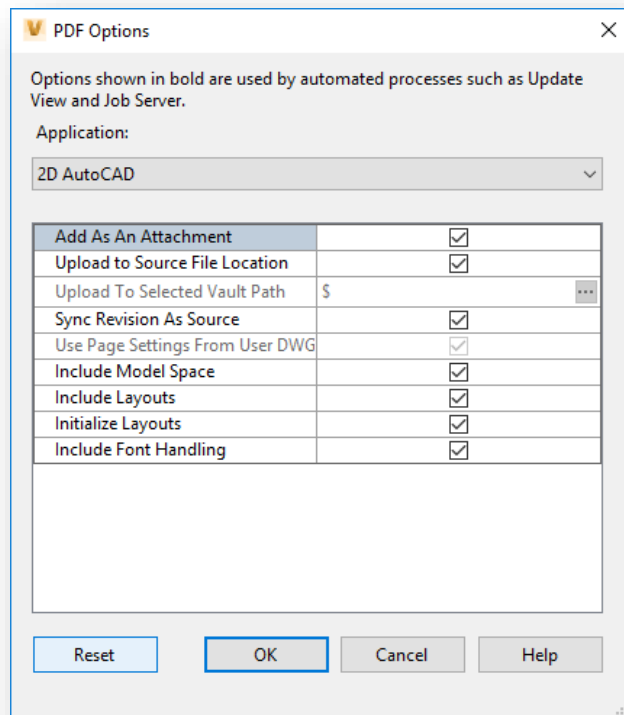 PDF Options
Options shown in bold are used by automated processes such as Update
View and Job Server.
Application:
2D AutoCAD
Add As An Attachment
Upload to Source File Location
Upload To Selected Vault Path $ ...
Sync Revision As Source
Use Page Settings From User DWG
Include Model Space
Include Layouts
Initialize Layouts
Include Font Handling
Reset OK Cancel Help